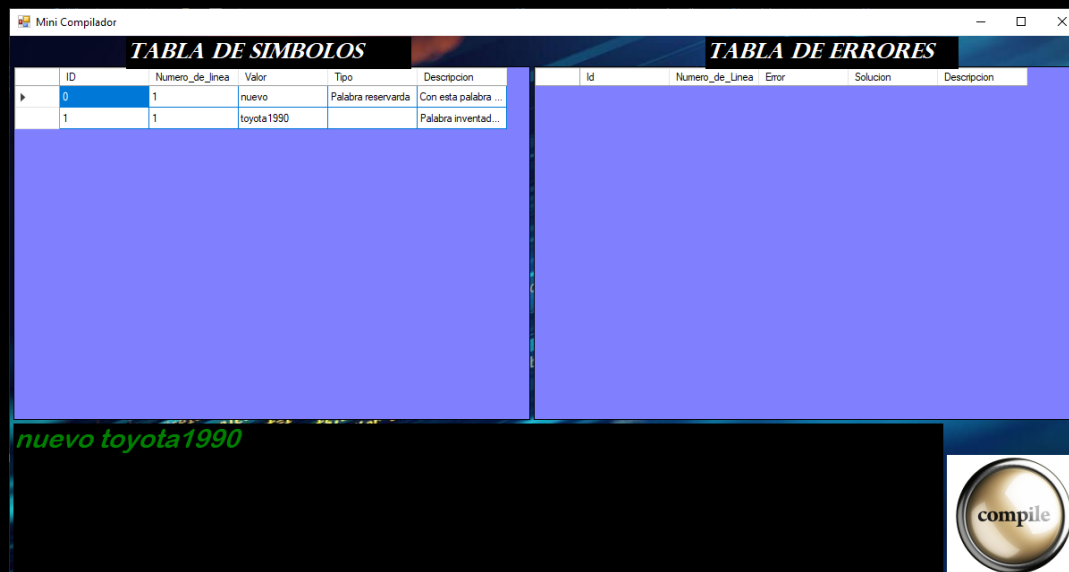 Mini Compilador
TABLA DE SIMBOLOS
TABLA DE ERRORES
ID Numero_de_linea Valor Tipo Descripcion
0 1 nuevo Palabra reservarda Con esta palabra ...
1 1 toyota1990 Palabra inventad...
Id Numero_de_Linea Error Solucion Descripcion
nuevo toyota1990
compile